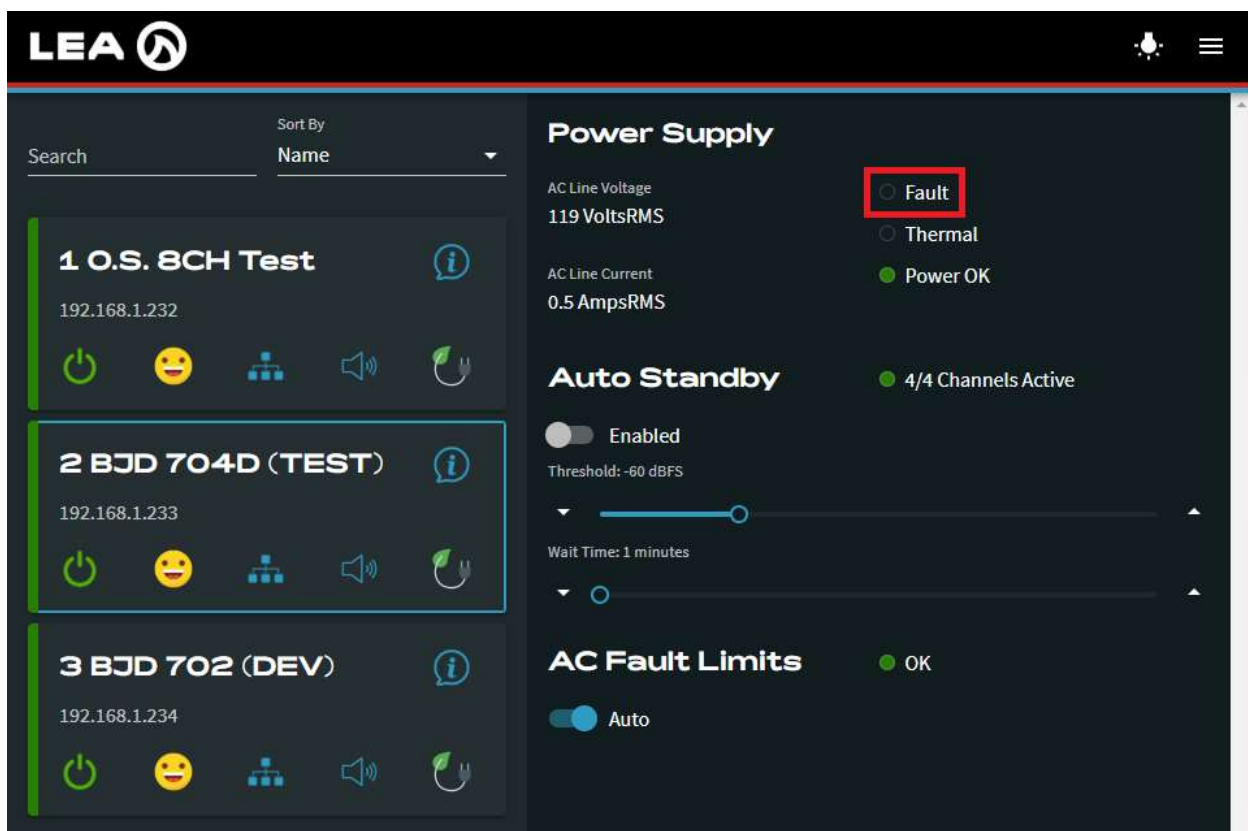 LEA
Search
Sort By
Name
1 O.S. 8CH Test
192.168.1.232
2 BJD 704D (TEST)
192.168.1.233
3 BJD 702 (DEV)
192.168.1.234
Power Supply
AC Line Voltage
119 VoltsRMS
Fault
Thermal
AC Line Current
0.5 AmpsRMS
Power OK
Auto Standby
4/4 Channels Active
Enabled
Threshold: -60 dBFS
Wait Time: 1 minutes
AC Fault Limits
OK
Auto